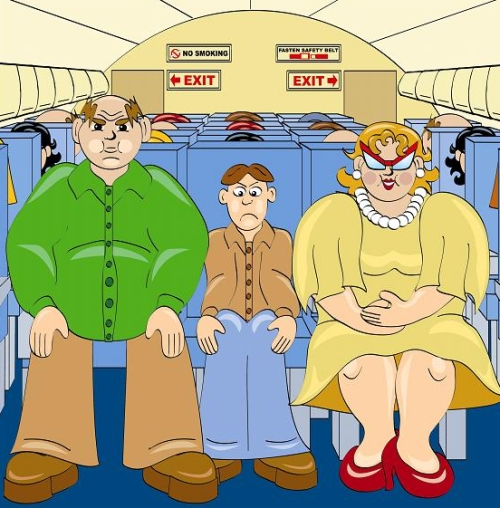 NO SMOKING
FASTEN SAFETY BELT
EXIT
EXIT